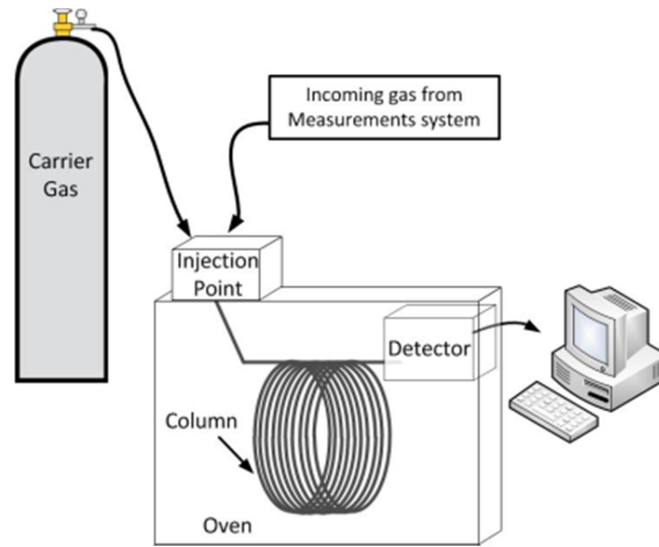 Incoming gas from
Measurements system
Carrier
Gas
Injection
Point
Detector
Column
Oven